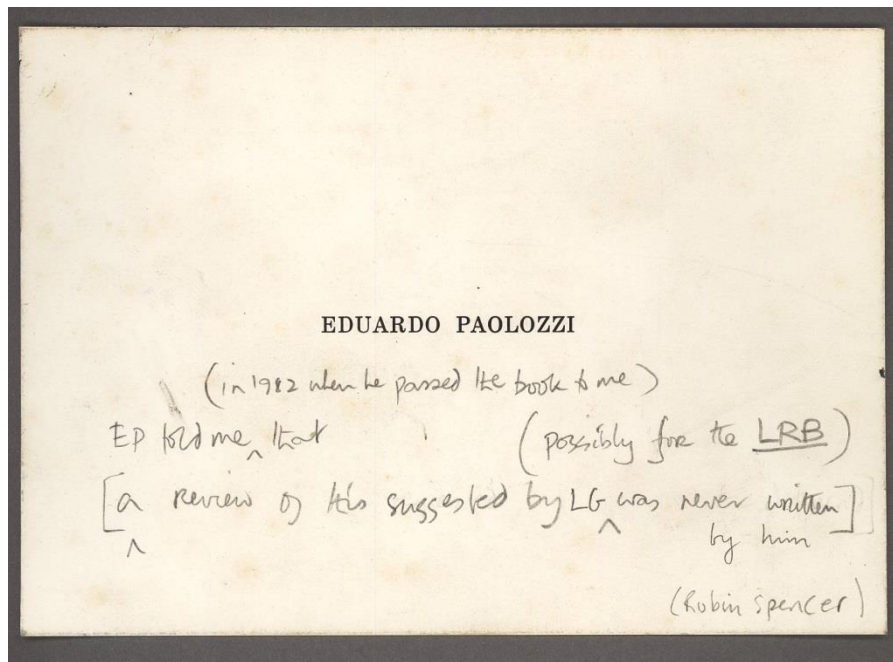 EDUARDO PAOLOZZI
(in 1982 when he passed the book to me)
EP told me ^ that (possibly for the LRB)
[a review of this suggested by LG ^ was never written]
^ by him
(Robin Spencer)